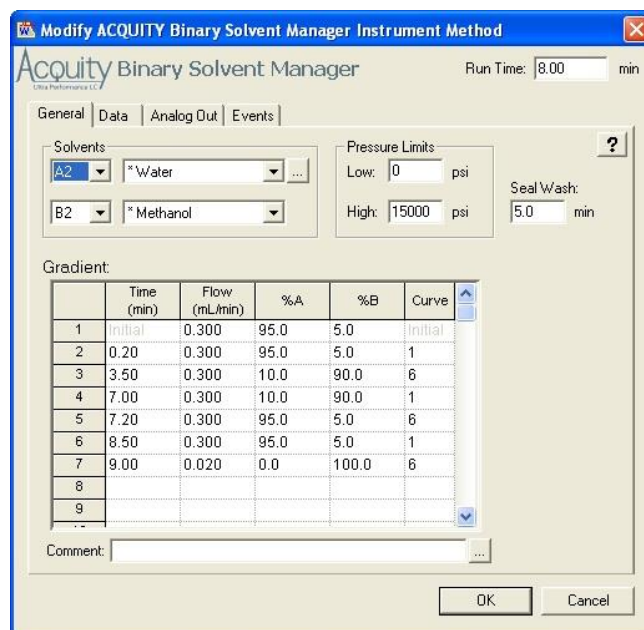 Modify ACQUITY Binary Solvent Manager Instrument Method
Acquity Binary Solvent Manager
Ultra Performance LC
Run Time: 8.00 min
General Data Analog Out Events
?
Solvents
A2 * Water ...
B2 * Methanol
Pressure Limits
Low: 0 psi
High: 15000 psi
Seal Wash:
5.0 min
Gradient:
Time (min) Flow (mL/min) %A %B Curve
1 Initial 0.300 95.0 5.0 Initial
2 0.20 0.300 95.0 5.0 1
3 3.50 0.300 10.0 90.0 6
4 7.00 0.300 10.0 90.0 1
5 7.20 0.300 95.0 5.0 6
6 8.50 0.300 95.0 5.0 1
7 9.00 0.020 0.0 100.0 6
8
9
Comment: ...
OK Cancel